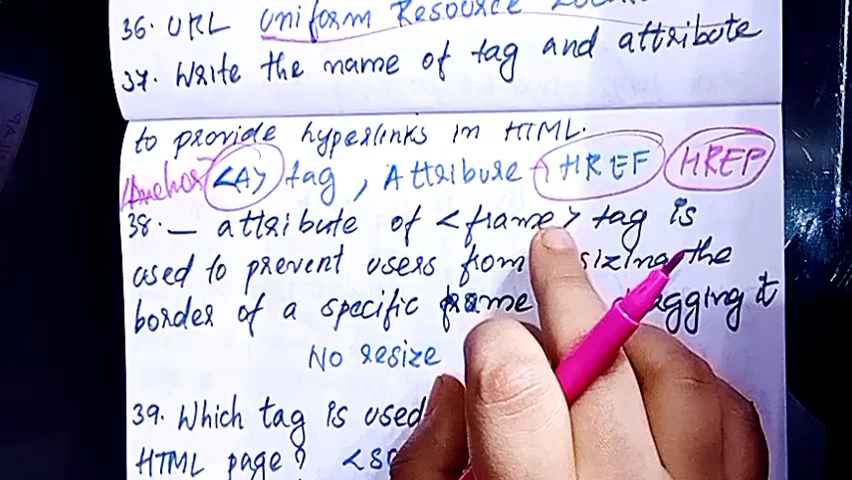 36. URL Uniform Resource
37. Write the name of tag and attribute
to provide hyperlinks in HTML.
Anchor <A> tag, Attribute - HREF HREF
38. — attribute of <frame> tag is
used to prevent users from the
border of a specific frame it
No resize
39. Which tag is used
HTML page?